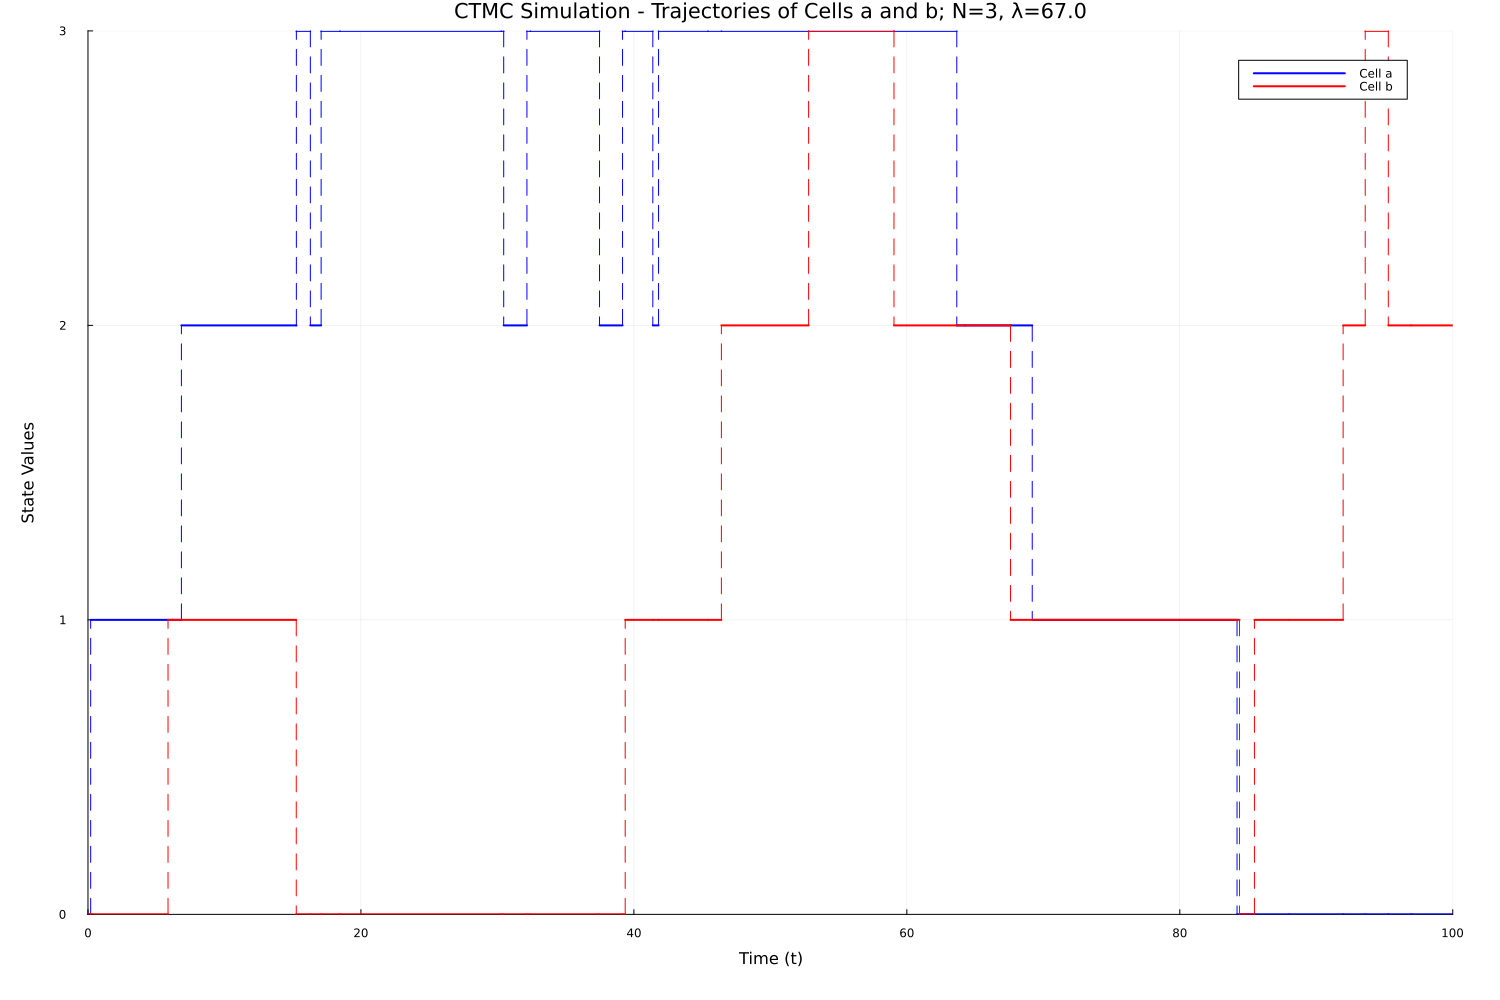 CTMC Simulation - Trajectories of Cells a and b; N=3, λ=67.0
3
Cell a
Cell b
2
State Values
1
0
0 20 40 60 80 100
Time (t)